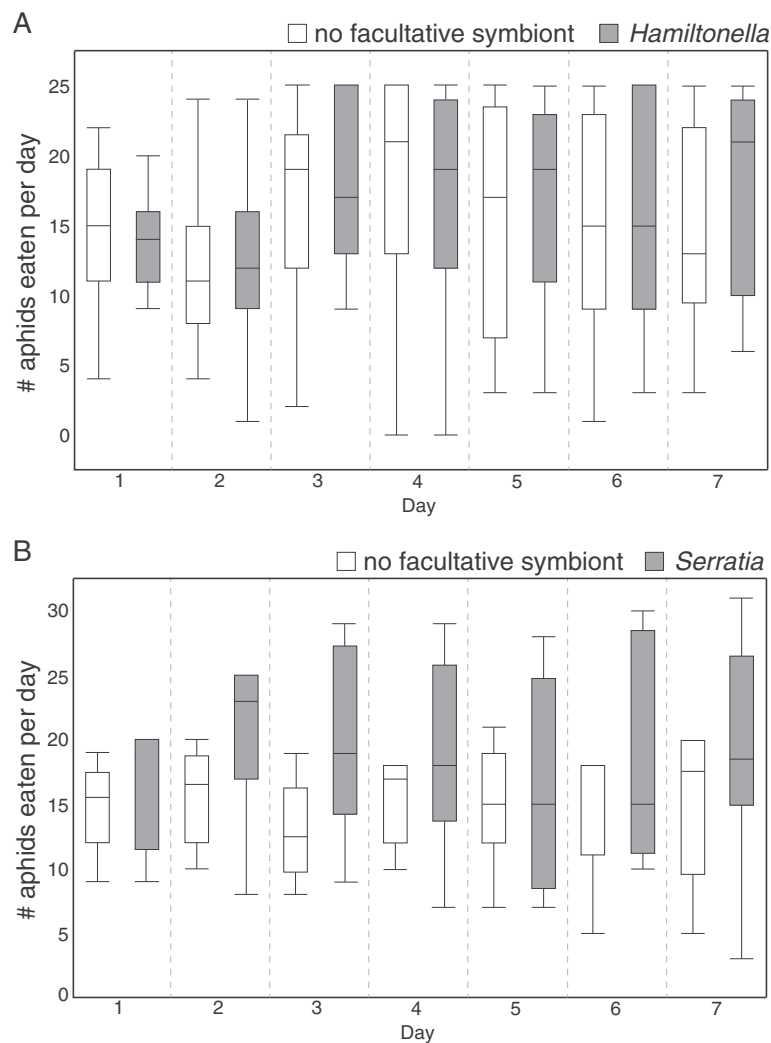 A
no facultative symbiont Hamiltonella
# aphids eaten per day
25
20
15
10
5
0
1 2 3 4 5 6 7
Day
B
no facultative symbiont Serratia
# aphids eaten per day
30
25
20
15
10
5
0
1 2 3 4 5 6 7
Day